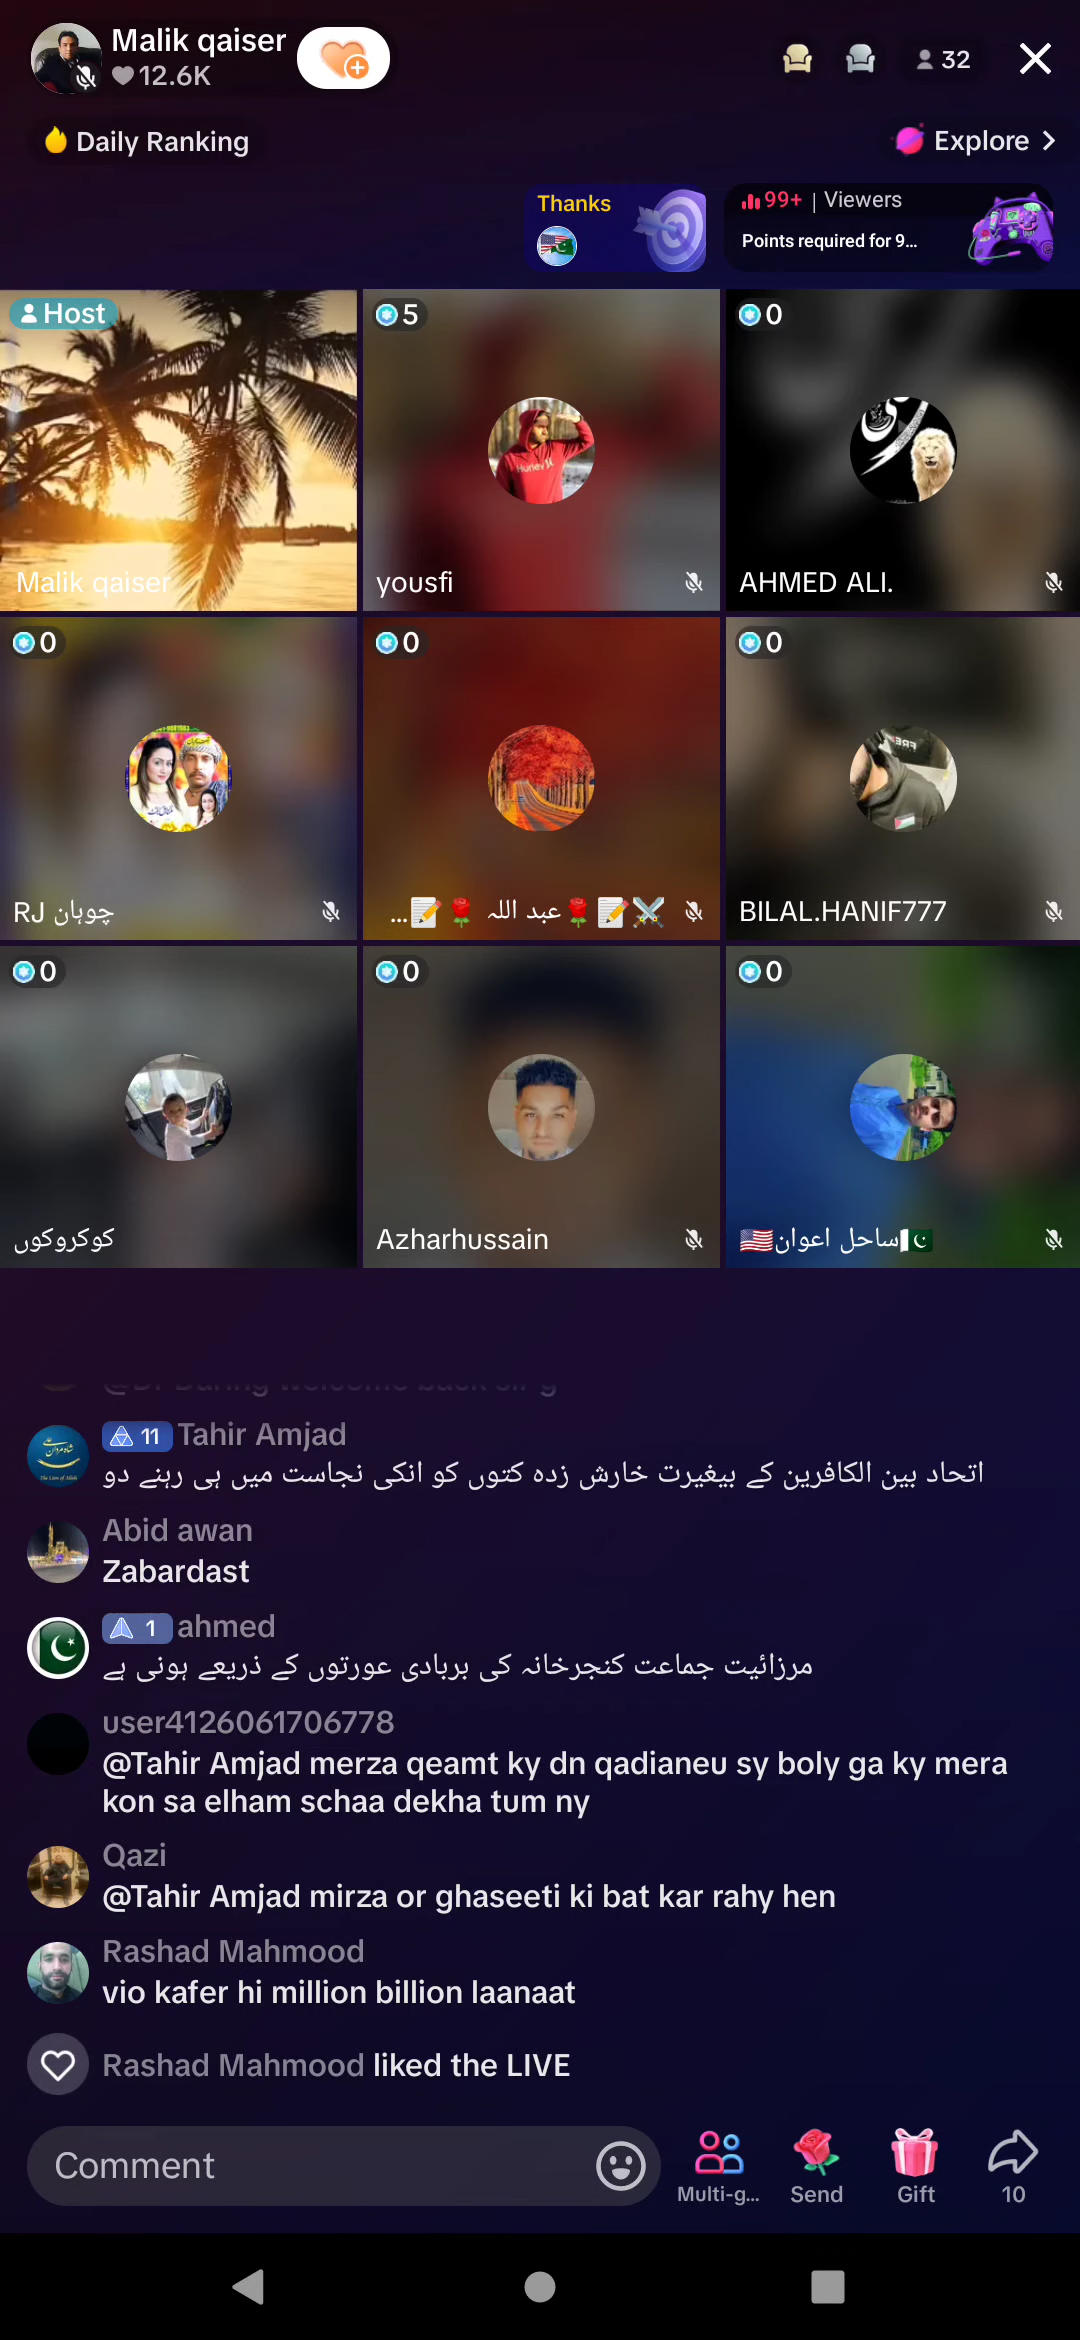 Malik qaiser
12.6K
32
Daily Ranking
Explore
Thanks
99+ | Viewers
Points required for 9...
Host
Malik qaiser
5
Hurley
yousfi
0
AHMED ALI.
0
RJ چوہان
0
⚔️📝🌹عبد اللہ 🌹📝...
0
BILAL.HANIF777
0
کوکروکوں
0
Azharhussain
0
🇵🇰ساحل اعوان🇺🇸
11 Tahir Amjad
اتحاد بین الکافرین کے بیغیرت خارش زدہ کتوں کو انکی نجاست میں ہی رہنے دو
Abid awan
Zabardast
1 ahmed
مرزائیت جماعت کنجرخانہ کی بربادی عورتوں کے ذریعے ہونی ہے
user4126061706778
@Tahir Amjad merza qeamt ky dn qadianeu sy boly ga ky mera
kon sa elham schaa dekha tum ny
Qazi
@Tahir Amjad mirza or ghaseeti ki bat kar rahy hen
Rashad Mahmood
vio kafer hi million billion laanaat
Rashad Mahmood liked the LIVE
Comment
Multi-g...
Send
Gift
10